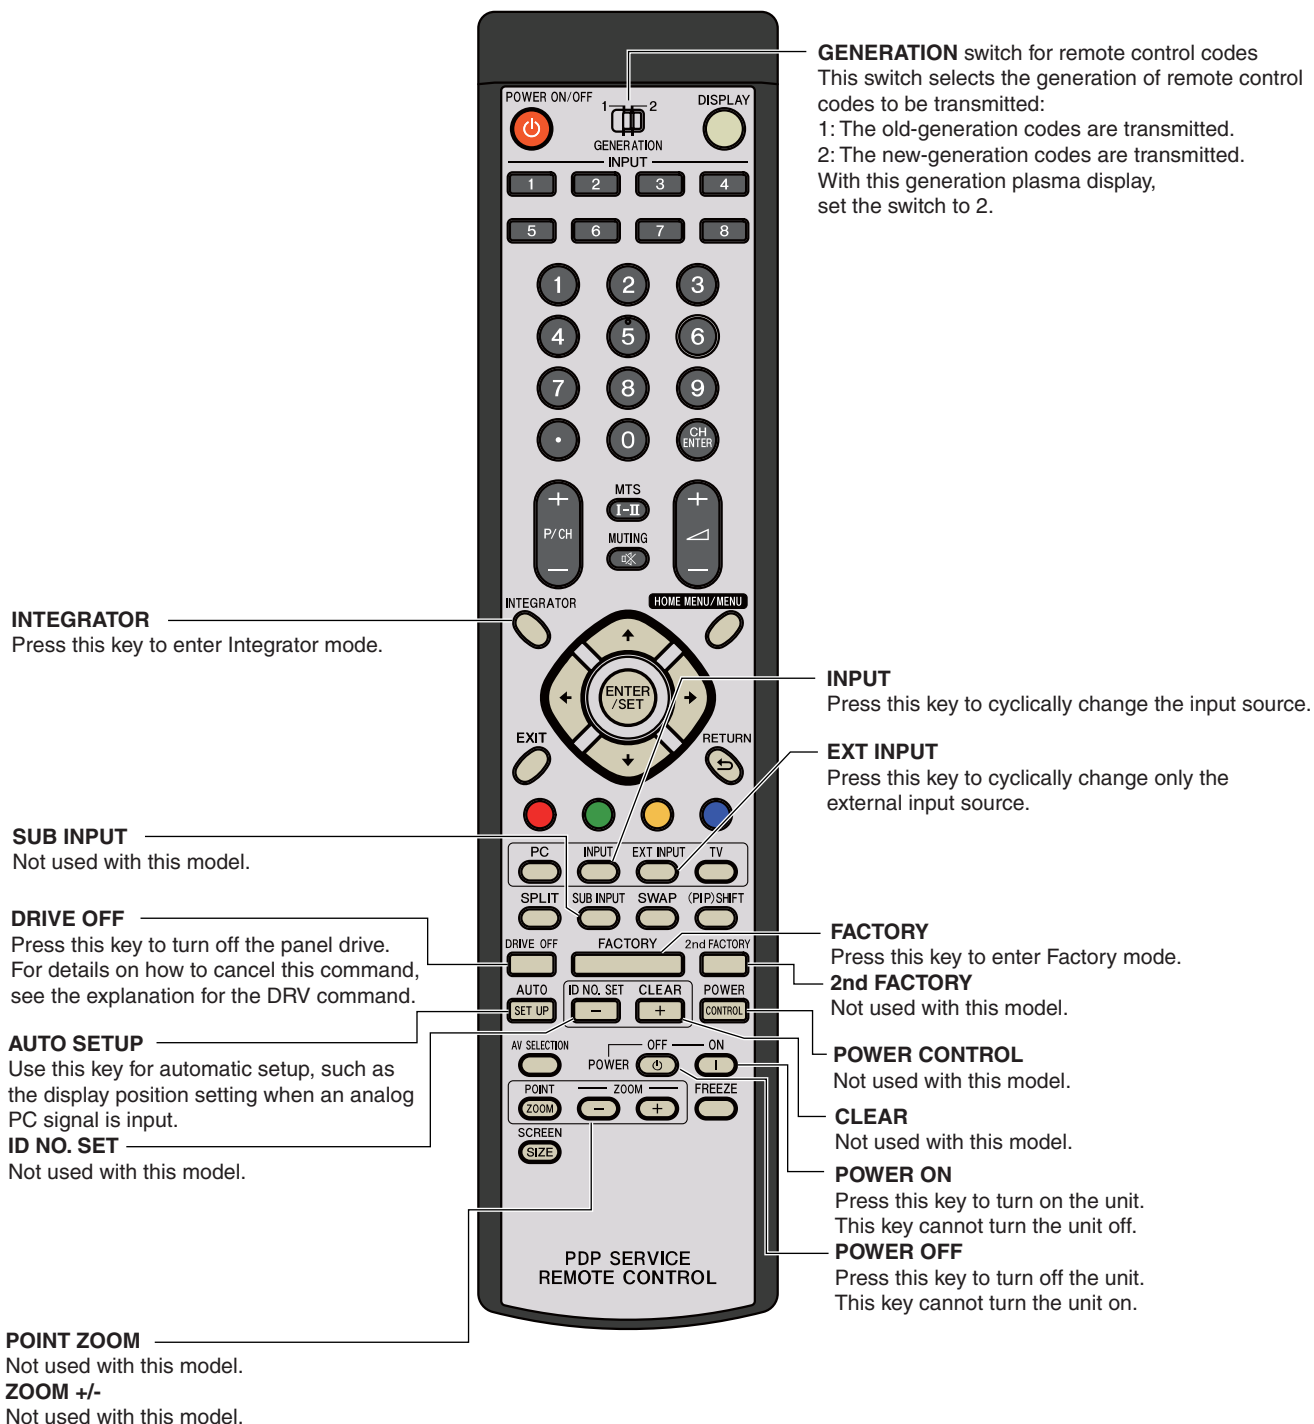 GENERATION switch for remote control codes
This switch selects the generation of remote control
codes to be transmitted:
1: The old-generation codes are transmitted.
2: The new-generation codes are transmitted.
With this generation plasma display,
set the switch to 2.
POWER ON/OFF
1
2
DISPLAY
GENERATION
INPUT
1 2 3 4
5 6 7 8
1 2 3
4 5 6
7 8 9
• 0 CH ENTER
+
P/CH
−
MTS
I-II
MUTING
+
−
INTEGRATOR
HOME MENU/MENU
ENTER
/SET
EXIT
RETURN
PC INPUT EXT INPUT TV
SPLIT SUB INPUT SWAP (PIP)SHIFT
DRIVE OFF FACTORY 2nd FACTORY
AUTO ID NO. SET CLEAR POWER
SET UP − + CONTROL
AV SELECTION
POWER
OFF
ON
I
POINT
ZOOM
FREEZE
ZOOM − +
SCREEN
SIZE
PDP SERVICE
REMOTE CONTROL
INTEGRATOR
Press this key to enter Integrator mode.
SUB INPUT
Not used with this model.
DRIVE OFF
Press this key to turn off the panel drive.
For details on how to cancel this command,
see the explanation for the DRV command.
AUTO SETUP
Use this key for automatic setup, such as
the display position setting when an analog
PC signal is input.
ID NO. SET
Not used with this model.
POINT ZOOM
Not used with this model.
ZOOM +/-
Not used with this model.
INPUT
Press this key to cyclically change the input source.
EXT INPUT
Press this key to cyclically change only the
external input source.
FACTORY
Press this key to enter Factory mode.
2nd FACTORY
Not used with this model.
POWER CONTROL
Not used with this model.
CLEAR
Not used with this model.
POWER ON
Press this key to turn on the unit.
This key cannot turn the unit off.
POWER OFF
Press this key to turn off the unit.
This key cannot turn the unit on.